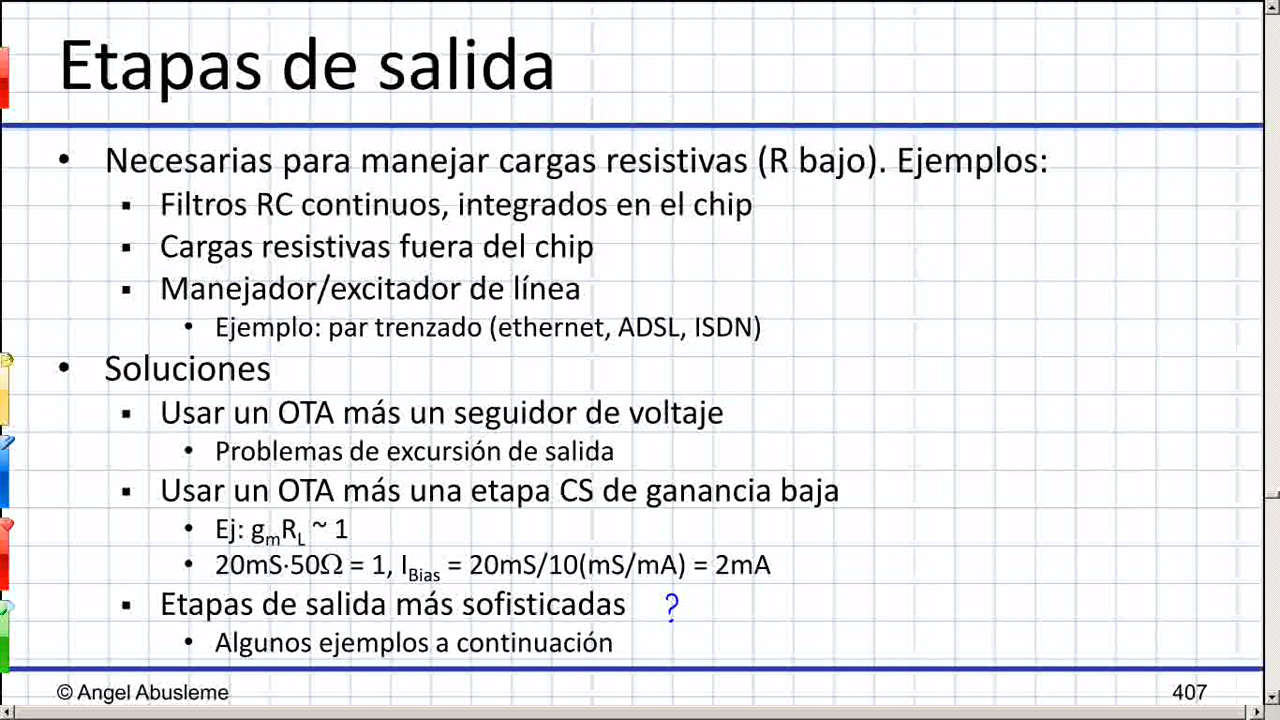 Etapas de salida
• Necesarias para manejar cargas resistivas (R bajo). Ejemplos:
▪ Filtros RC continuos, integrados en el chip
▪ Cargas resistivas fuera del chip
▪ Manejador/excitador de línea
• Ejemplo: par trenzado (ethernet, ADSL, ISDN)
• Soluciones
▪ Usar un OTA más un seguidor de voltaje
• Problemas de excursión de salida
▪ Usar un OTA más una etapa CS de ganancia baja
• Ej: gmRL ~ 1
• 20mS·50Ω = 1, IBias = 20mS/10(mS/mA) = 2mA
▪ Etapas de salida más sofisticadas ?
• Algunos ejemplos a continuación
© Angel Abusleme 407